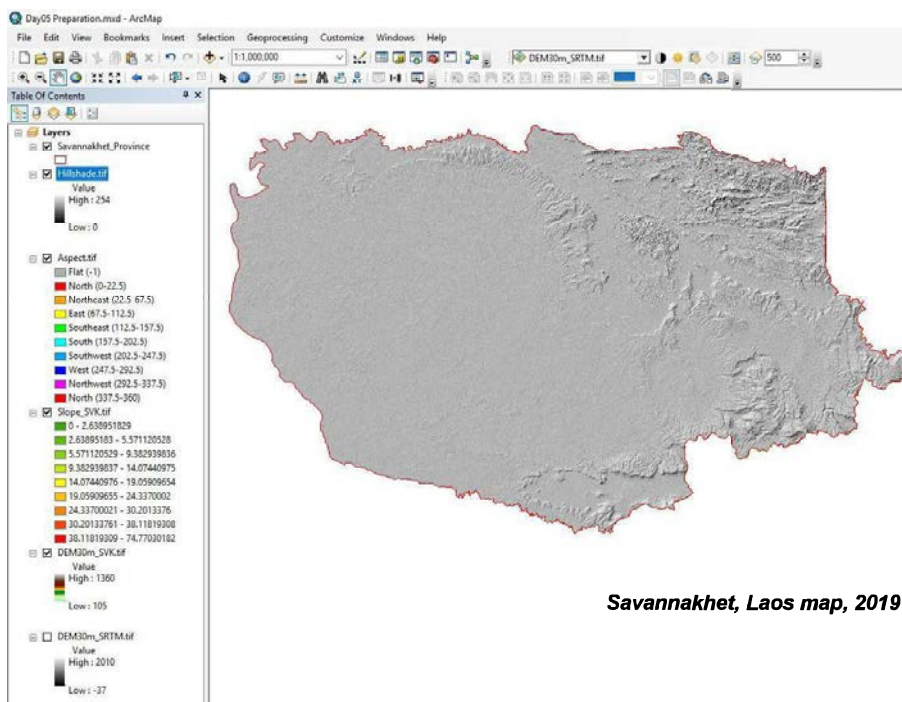 Day05 Preparation.mxd - ArcMap
File Edit View Bookmarks Insert Selection Geoprocessing Customize Windows Help
1:1,000,000 DEM30m_SRTM.tif 500
Table Of Contents
Layers
Savannakhet_Province
Hillshade.tif
Value
High : 254
Low : 0
Aspect.tif
Flat (-1)
North (0-22.5)
Northeast (22.5-67.5)
East (67.5-112.5)
Southeast (112.5-157.5)
South (157.5-202.5)
Southwest (202.5-247.5)
West (247.5-292.5)
Northwest (292.5-337.5)
North (337.5-360)
Slope_SVK.tif
0 - 2.638951829
2.63895183 - 5.571120528
5.571120529 - 9.382939836
9.382939837 - 14.07440975
14.07440976 - 19.05909654
19.05909655 - 24.3370002
24.33700021 - 30.2013376
30.20133761 - 38.11819308
38.11819309 - 74.77030182
DEM30m_SVK.tif
Value
High : 1360
Low : 105
DEM30m_SRTM.tif
Value
High : 2010
Low : -37
Savannakhet, Laos map, 2019